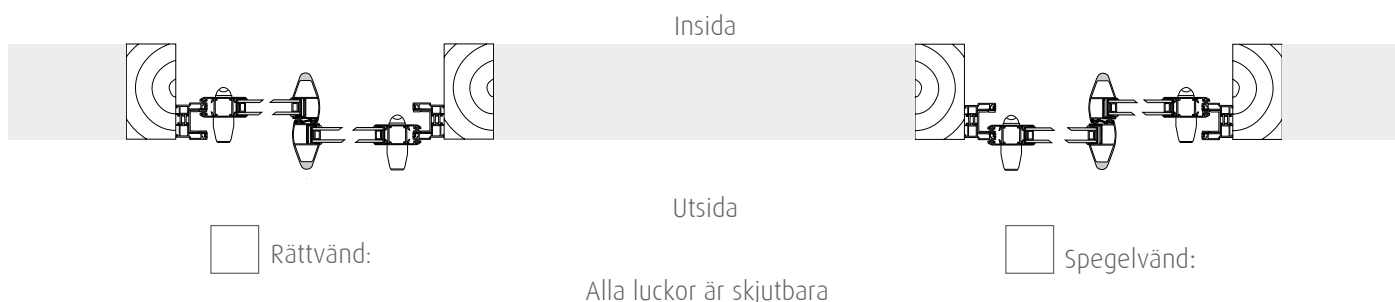 Insida
Utsida
Rättvänd:
Spegelvänd:
Alla luckor är skjutbara